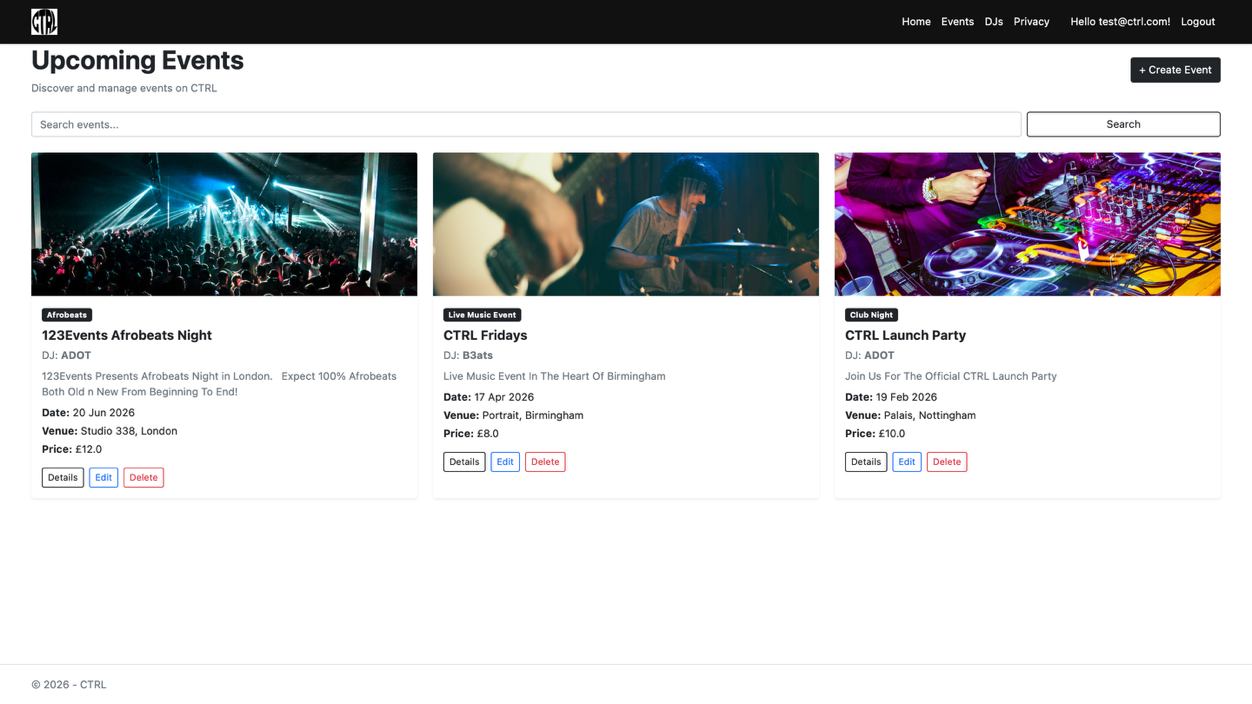 CTRL
Home Events DJs Privacy Hello test@ctrl.com! Logout
Upcoming Events
+ Create Event
Discover and manage events on CTRL
Search events...
Search
Afrobeats
123Events Afrobeats Night
DJ: ADOT
123Events Presents Afrobeats Night in London. Expect 100% Afrobeats
Both Old n New From Beginning To End!
Date: 20 Jun 2026
Venue: Studio 338, London
Price: £12.0
Details Edit Delete
Live Music Event
CTRL Fridays
DJ: B3ats
Live Music Event In The Heart Of Birmingham
Date: 17 Apr 2026
Venue: Portrait, Birmingham
Price: £8.0
Details Edit Delete
Club Night
CTRL Launch Party
DJ: ADOT
Join Us For The Official CTRL Launch Party
Date: 19 Feb 2026
Venue: Palais, Nottingham
Price: £10.0
Details Edit Delete
© 2026 - CTRL